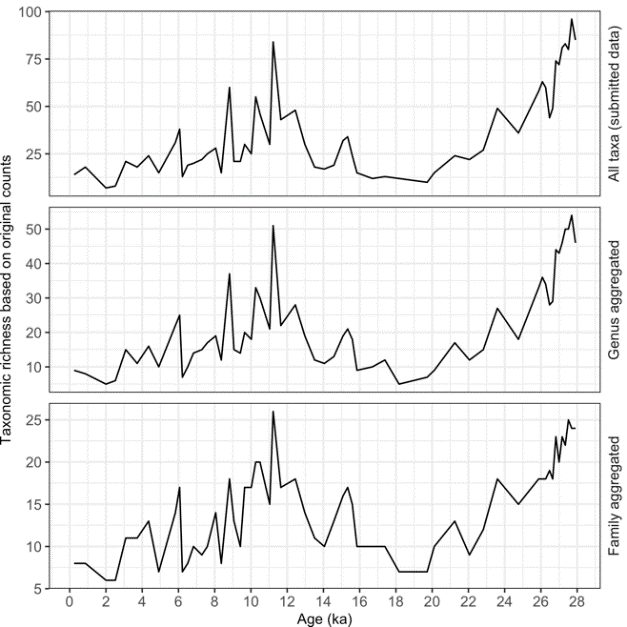 Taxonomic richness based on original counts
100
75
50
25
All taxa (submitted data)
50
40
30
20
10
Genus aggregated
25
20
15
10
5
Family aggregated
0 2 4 6 8 10 12 14 16 18 20 22 24 26 28
Age (ka)